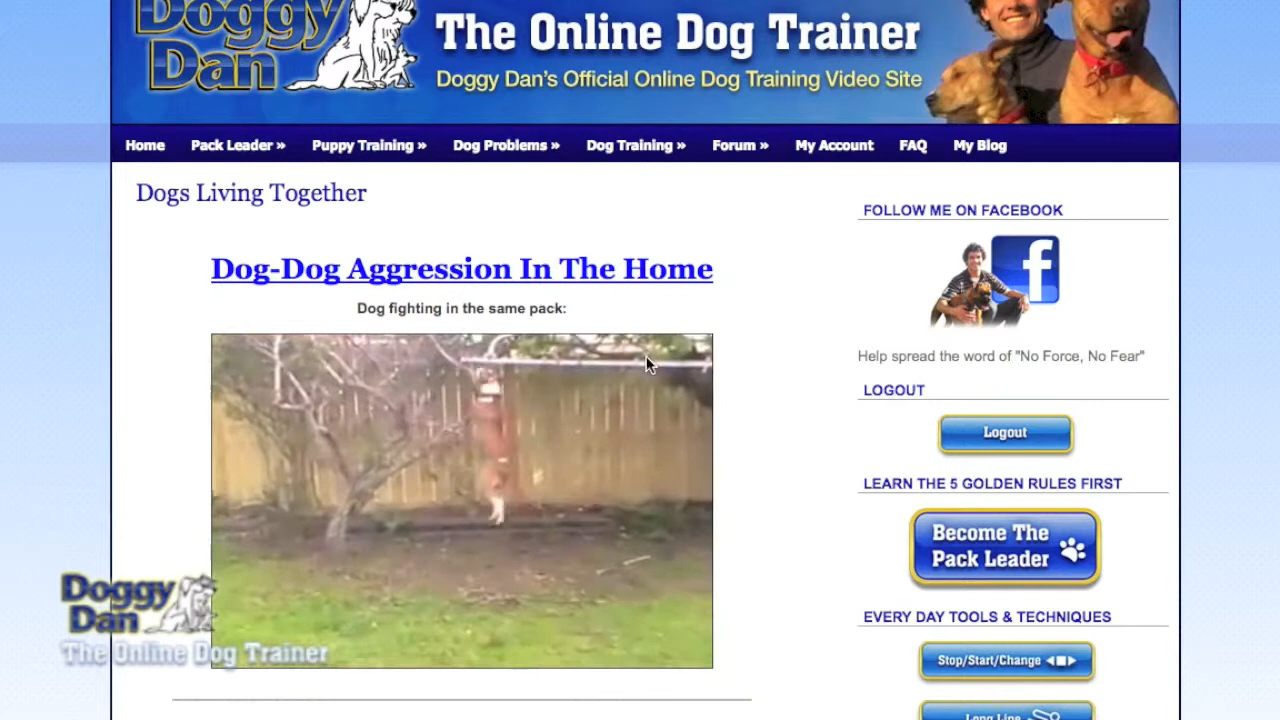 Doggy
Dan
The Online Dog Trainer
Doggy Dan's Official Online Dog Training Video Site
Home Pack Leader » Puppy Training » Dog Problems » Dog Training » Forum » My Account FAQ My Blog
Dogs Living Together
Dog-Dog Aggression In The Home
Dog fighting in the same pack:
FOLLOW ME ON FACEBOOK
f
Help spread the word of "No Force, No Fear"
LOGOUT
Logout
LEARN THE 5 GOLDEN RULES FIRST
Become The
Pack Leader
EVERY DAY TOOLS & TECHNIQUES
Stop/Start/Change
Long Line
Doggy
Dan
The Online Dog Trainer